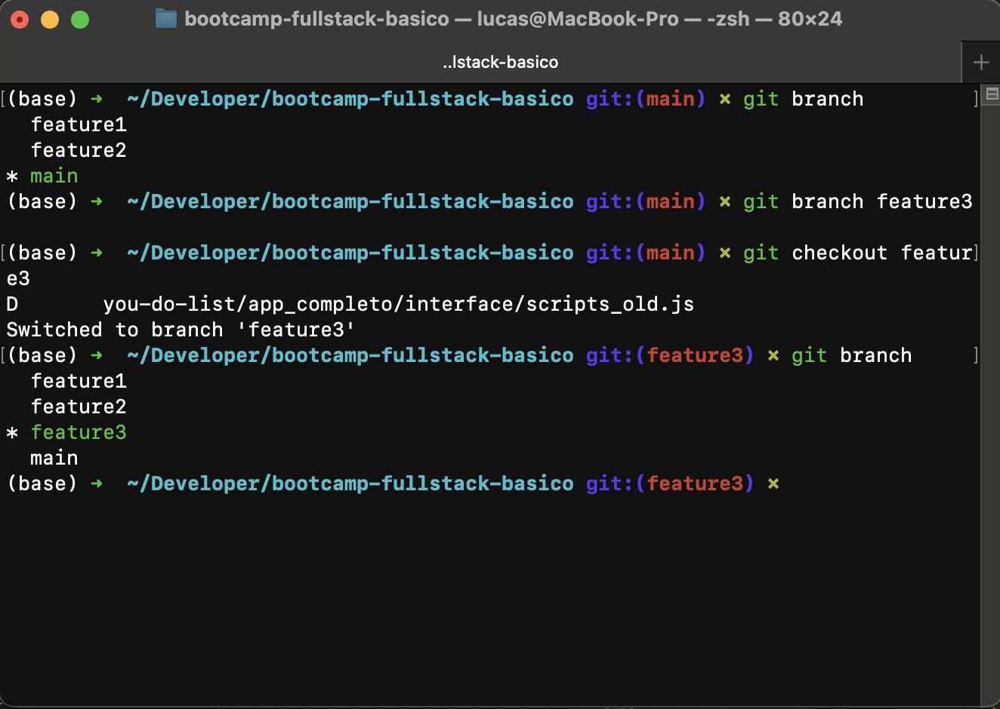 bootcamp-fullstack-basico — lucas@MacBook-Pro — -zsh — 80×24
..lstack-basico
[(base) ➜  ~/Developer/bootcamp-fullstack-basico git:(main) ✗ git branch ]
  feature1
  feature2
* main
(base) ➜  ~/Developer/bootcamp-fullstack-basico git:(main) ✗ git branch feature3
[(base) ➜  ~/Developer/bootcamp-fullstack-basico git:(main) ✗ git checkout featur]
e3
D       you-do-list/app_completo/interface/scripts_old.js
Switched to branch 'feature3'
[(base) ➜  ~/Developer/bootcamp-fullstack-basico git:(feature3) ✗ git branch ]
  feature1
  feature2
* feature3
  main
(base) ➜  ~/Developer/bootcamp-fullstack-basico git:(feature3) ✗